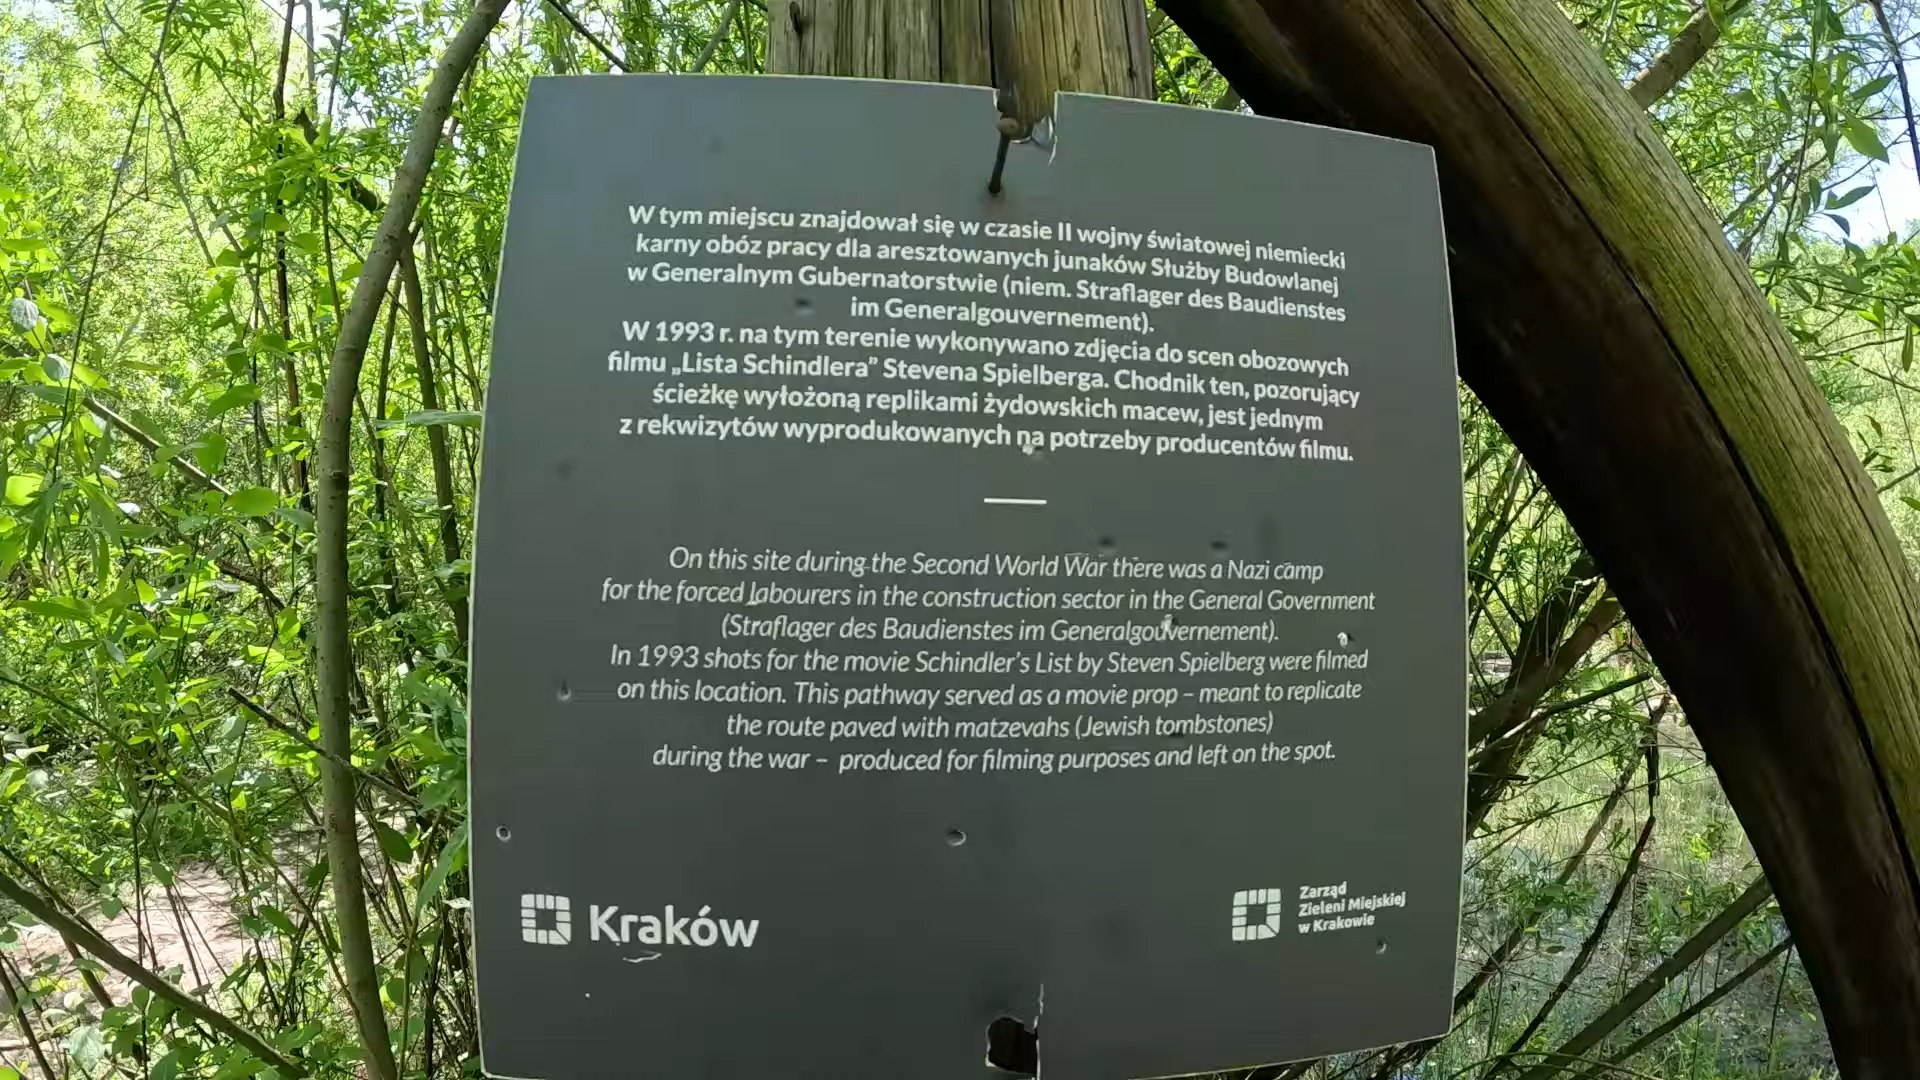 W tym miejscu znajdował się w czasie II wojny światowej niemiecki
karny obóz pracy dla aresztowanych junaków Służby Budowlanej
w Generalnym Gubernatorstwie (niem. Straflager des Baudienstes
im Generalgouvernement).
W 1993 r. na tym terenie wykonywano zdjęcia do scen obozowych
filmu „Lista Schindlera” Stevena Spielberga. Chodnik ten, pozorujący
ścieżkę wyłożoną replikami żydowskich macew, jest jednym
z rekwizytów wyprodukowanych na potrzeby producentów filmu.
On this site during the Second World War there was a Nazi camp
for the forced labourers in the construction sector in the General Government
(Straflager des Baudienstes im Generalgouvernement).
In 1993 shots for the movie Schindler's List by Steven Spielberg were filmed
on this location. This pathway served as a movie prop – meant to replicate
the route paved with matzevahs (Jewish tombstones)
during the war – produced for filming purposes and left on the spot.
Kraków
Zarząd
Zieleni Miejskiej
w Krakowie